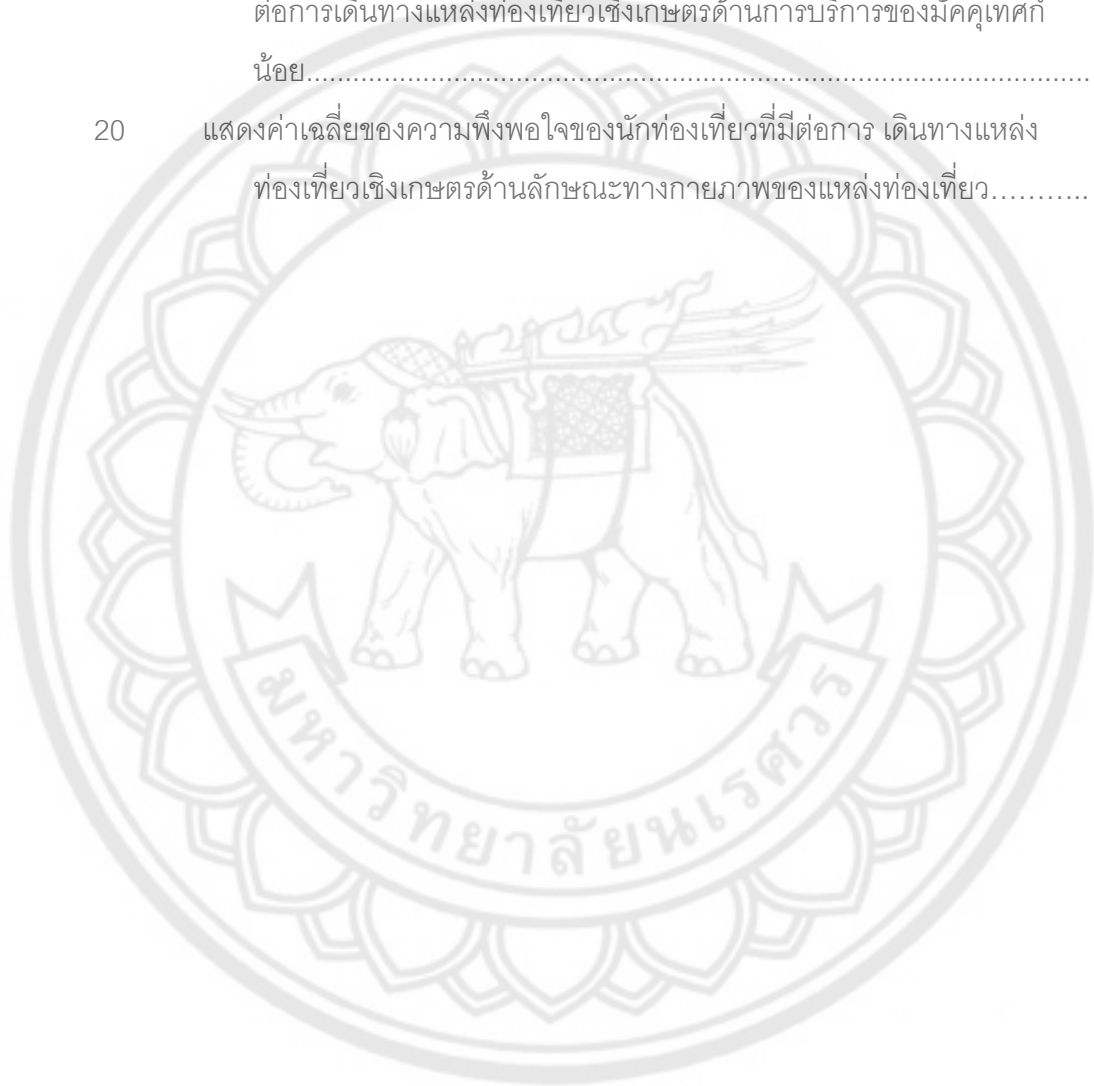 ต่อการเดินทางแหล่งท่องเที่ยวเชิงเกษตรด้านการบริการของมัคคุเทศก์
น้อย....................................................................................................
20 แสดงค่าเฉลี่ยของความพึงพอใจของนักท่องเที่ยวที่มีต่อการ เดินทางแหล่ง
ท่องเที่ยวเชิงเกษตรด้านลักษณะทางกายภาพของแหล่งท่องเที่ยว………..
มหาวิทยาลัยนเรศวร